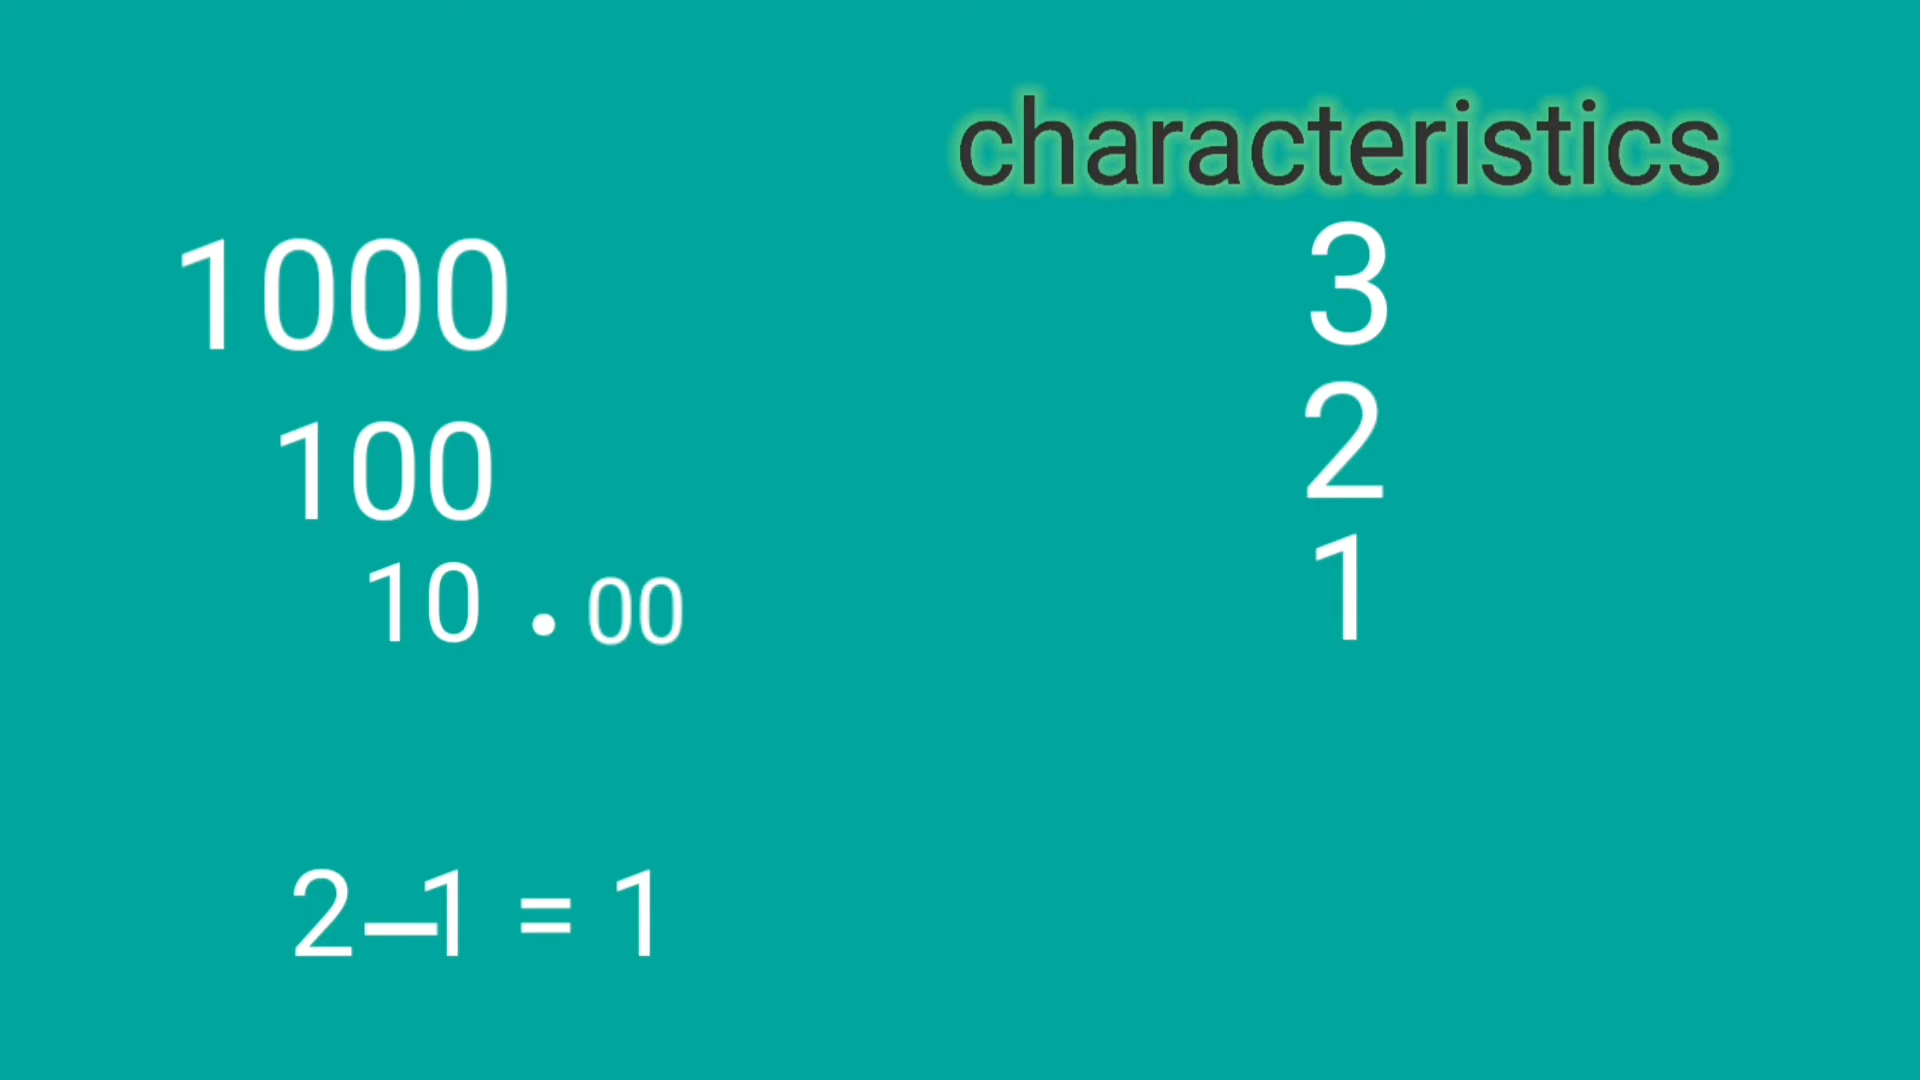 characteristics
1000 3
100 2
10 . 00 1
2–1 = 1